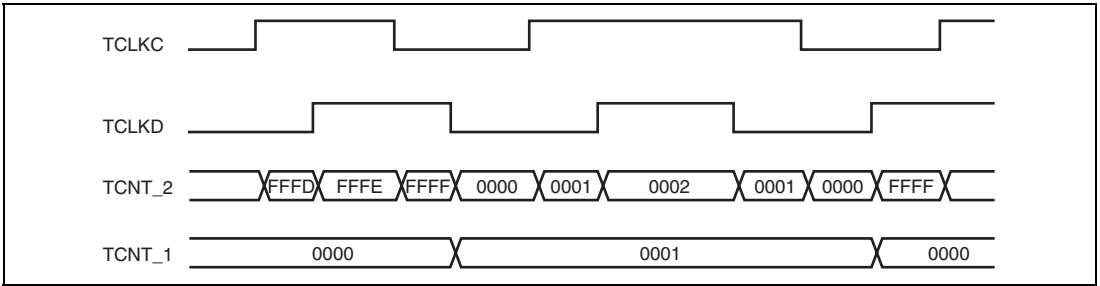 TCLKC
TCLKD
TCNT_2 FFFD FFFE FFFF 0000 0001 0002 0001 0000 FFFF
TCNT_1 0000 0001 0000